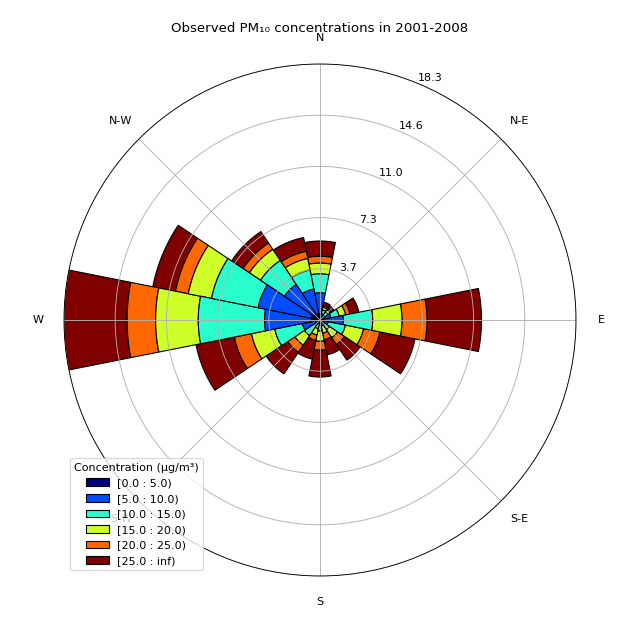 Observed PM₁₀ concentrations in 2001-2008
N
18.3
N-W
14.6
N-E
11.0
7.3
3.7
W
E
Concentration (μg/m³)
[0.0 : 5.0)
[5.0 : 10.0)
[10.0 : 15.0)
S-W
S-E
[15.0 : 20.0)
[20.0 : 25.0)
[25.0 : inf)
S